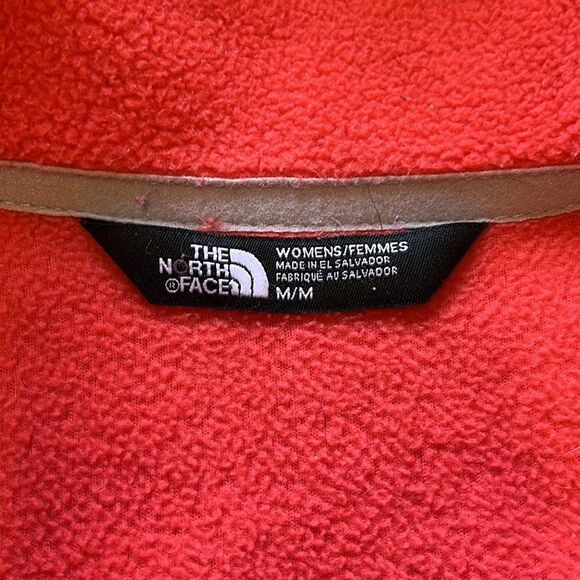 THE
NORTH
®FACE
WOMENS/FEMMES
MADE IN EL SALVADOR
FABRIQUÉ AU SALVADOR
M/M